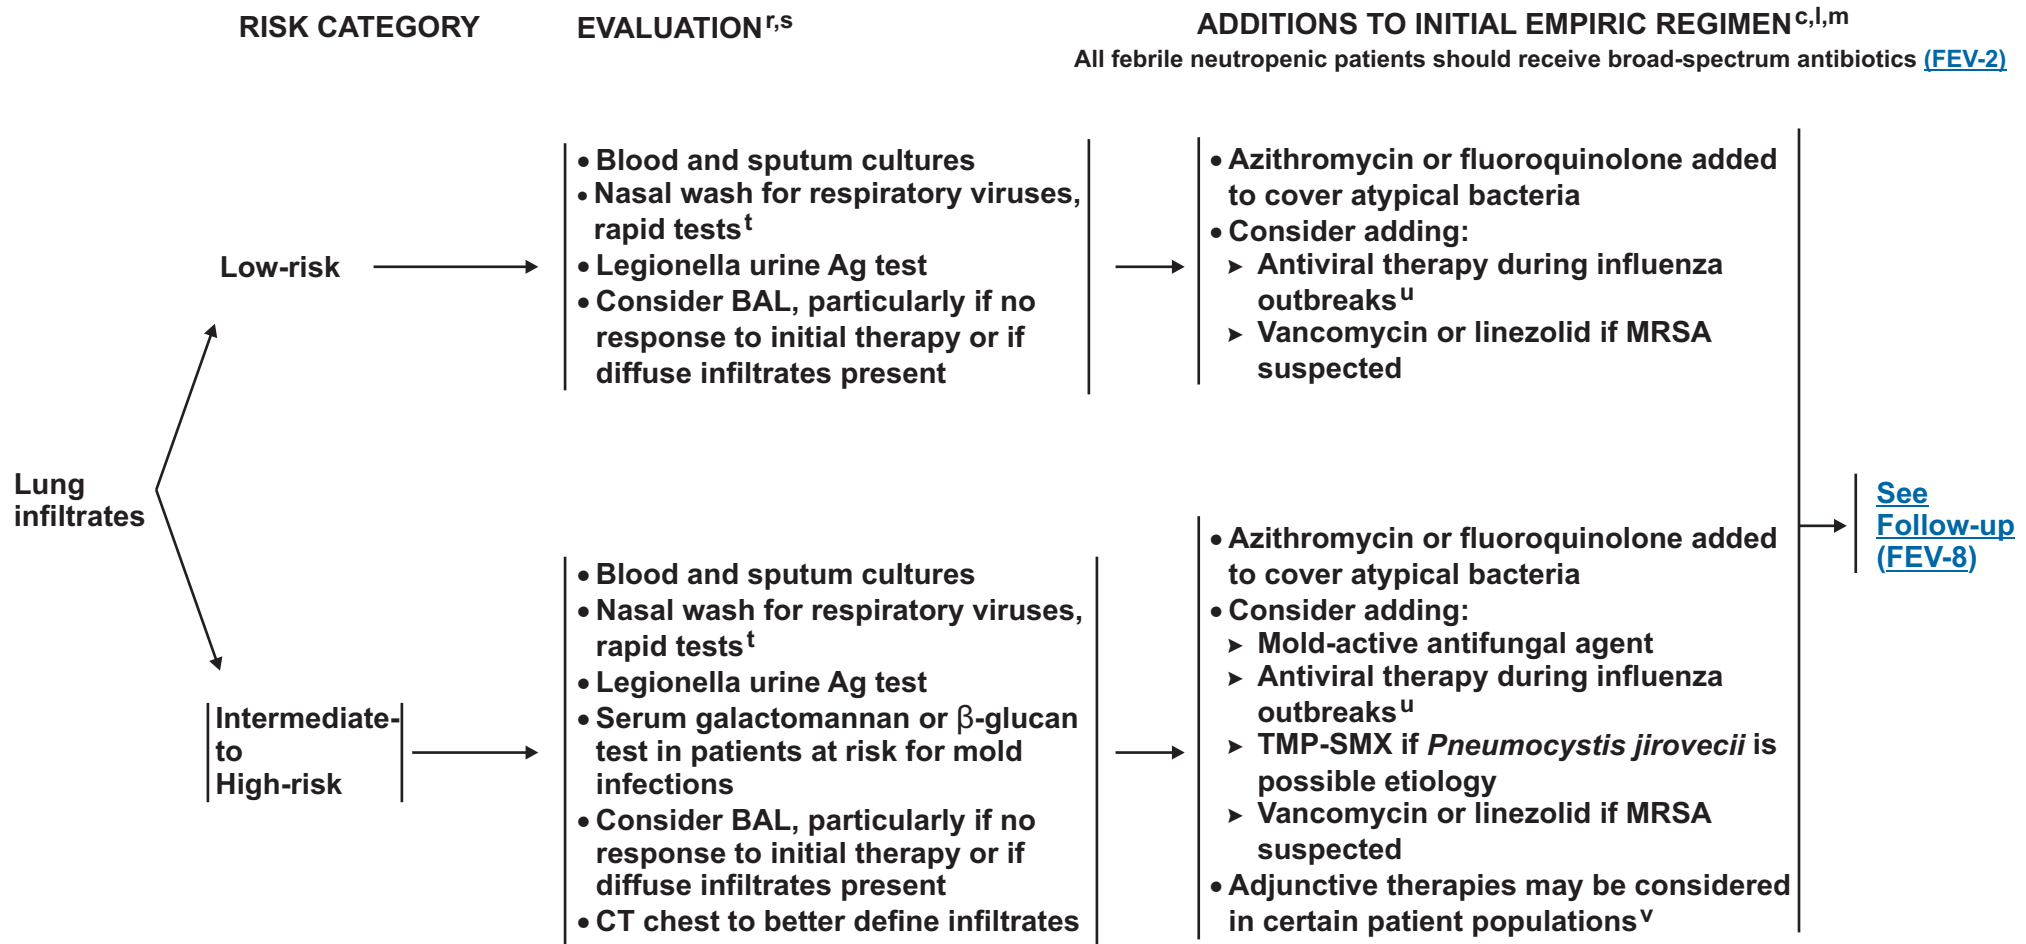 RISK CATEGORY
EVALUATIONr,s
ADDITIONS TO INITIAL EMPIRIC REGIMENc,l,m
All febrile neutropenic patients should receive broad-spectrum antibiotics (FEV-2)
Lung
infiltrates
Low-risk
• Blood and sputum cultures
• Nasal wash for respiratory viruses,
rapid testst
• Legionella urine Ag test
• Consider BAL, particularly if no
response to initial therapy or if
diffuse infiltrates present
• Azithromycin or fluoroquinolone added
to cover atypical bacteria
• Consider adding:
➤ Antiviral therapy during influenza
outbreaksu
➤ Vancomycin or linezolid if MRSA
suspected
Intermediate-
to
High-risk
• Blood and sputum cultures
• Nasal wash for respiratory viruses,
rapid testst
• Legionella urine Ag test
• Serum galactomannan or β-glucan
test in patients at risk for mold
infections
• Consider BAL, particularly if no
response to initial therapy or if
diffuse infiltrates present
• CT chest to better define infiltrates
• Azithromycin or fluoroquinolone added
to cover atypical bacteria
• Consider adding:
➤ Mold-active antifungal agent
➤ Antiviral therapy during influenza
outbreaksu
➤ TMP-SMX if Pneumocystis jirovecii is
possible etiology
➤ Vancomycin or linezolid if MRSA
suspected
• Adjunctive therapies may be considered
in certain patient populationsv
See
Follow-up
(FEV-8)